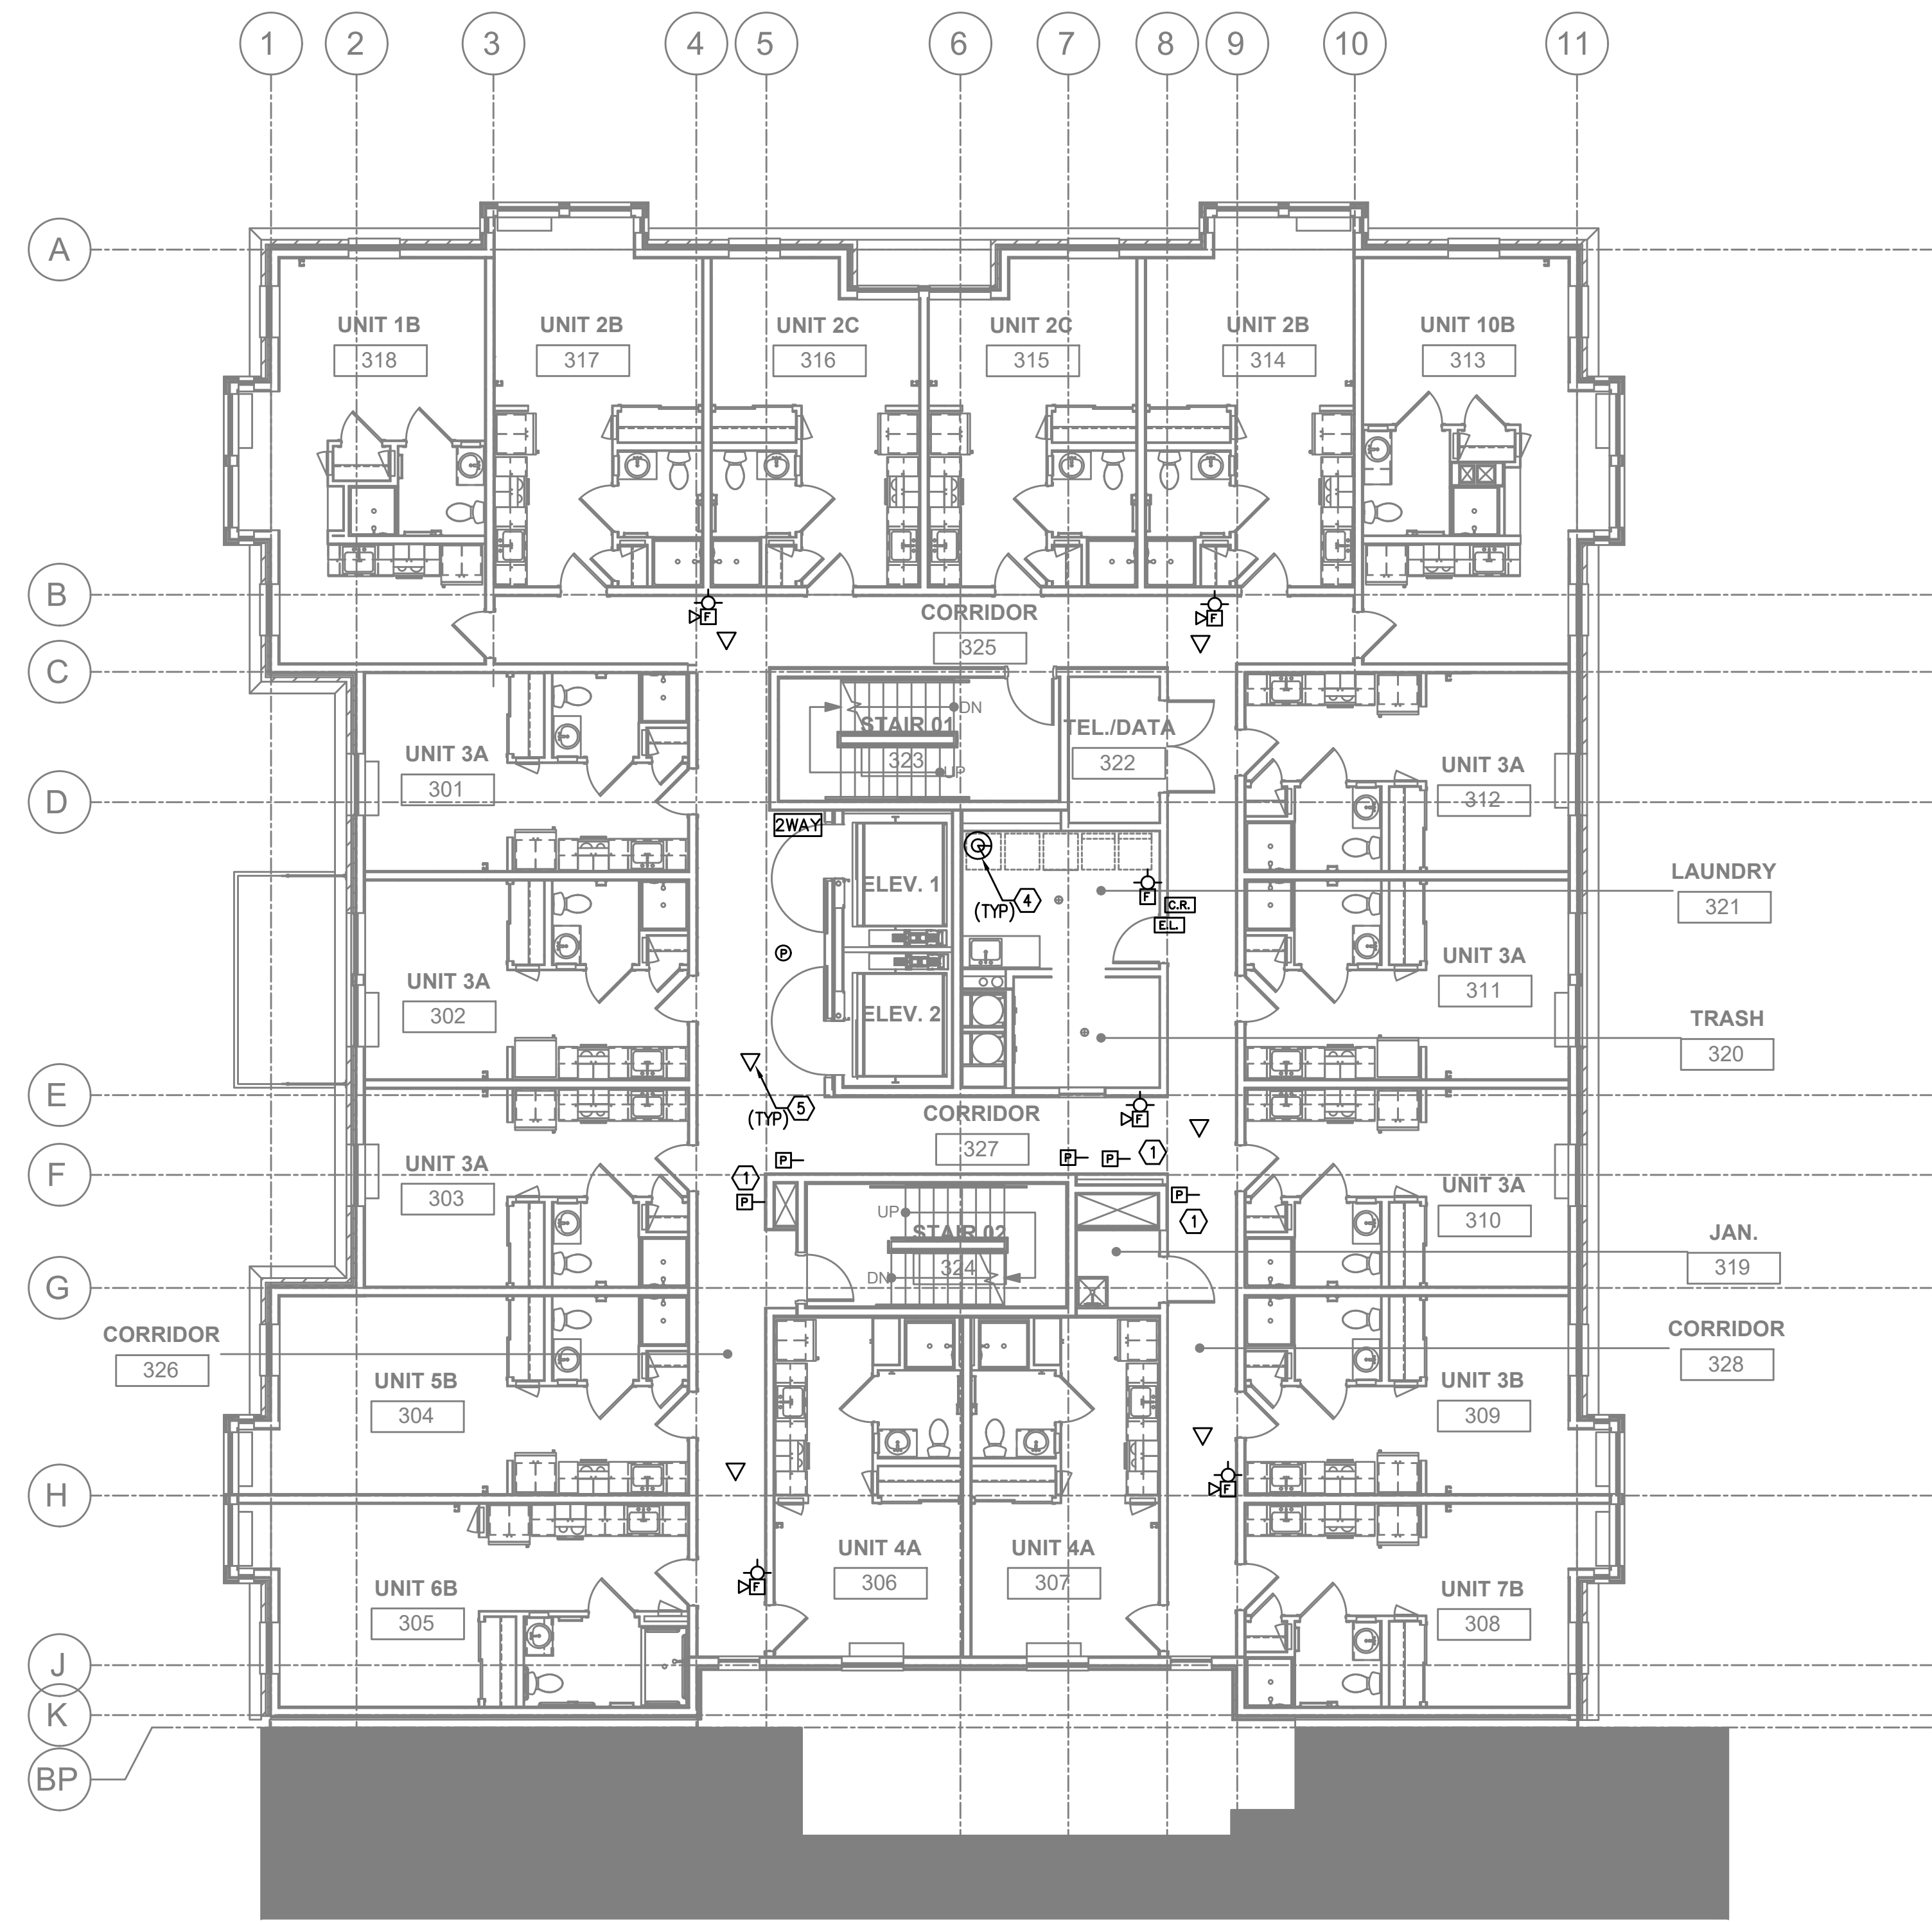 1 2 3 4 5 6 7 8 9 10 11
A
UNIT 1B UNIT 2B UNIT 2C UNIT 2C UNIT 2B UNIT 10B
318 317 316 315 314 313
B
CORRIDOR
F F
325
C
DN
STAIR 01 TEL./DATA
UNIT 3A 323 322 UNIT 3A
301 UP 312
D
2WAY
ELEV. 1 LAUNDRY
F
4
(TYP) C.R. 321
E.L.
P
UNIT 3A UNIT 3A
302 ELEV. 2 311
TRASH
320
E
5
(TYP) CORRIDOR F
327
P P P 1
F
UNIT 3A 1 UNIT 3A
303 P P 310
UP 1
STAIR 02 JAN.
DN 324 319
G
CORRIDOR CORRIDOR
326 328
UNIT 5B UNIT 3B
304 309
H
F
UNIT 4A UNIT 4A
306 307
F
UNIT 6B UNIT 7B
305 308
J
K
BP